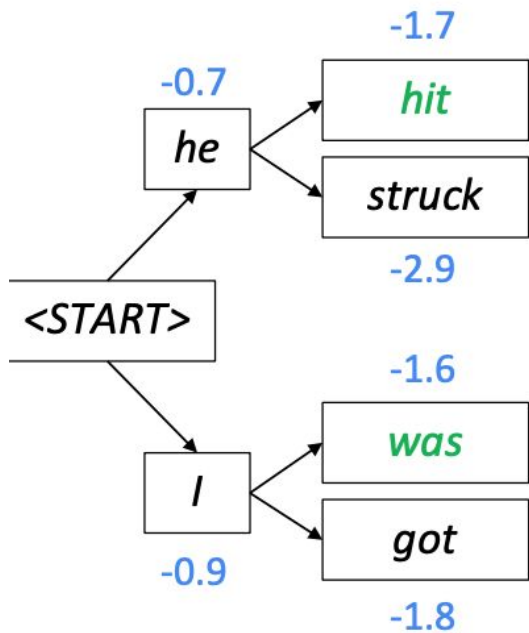 -1.7
-0.7
hit
he
struck
-2.9
<START>
-1.6
was
I
got
-0.9
-1.8